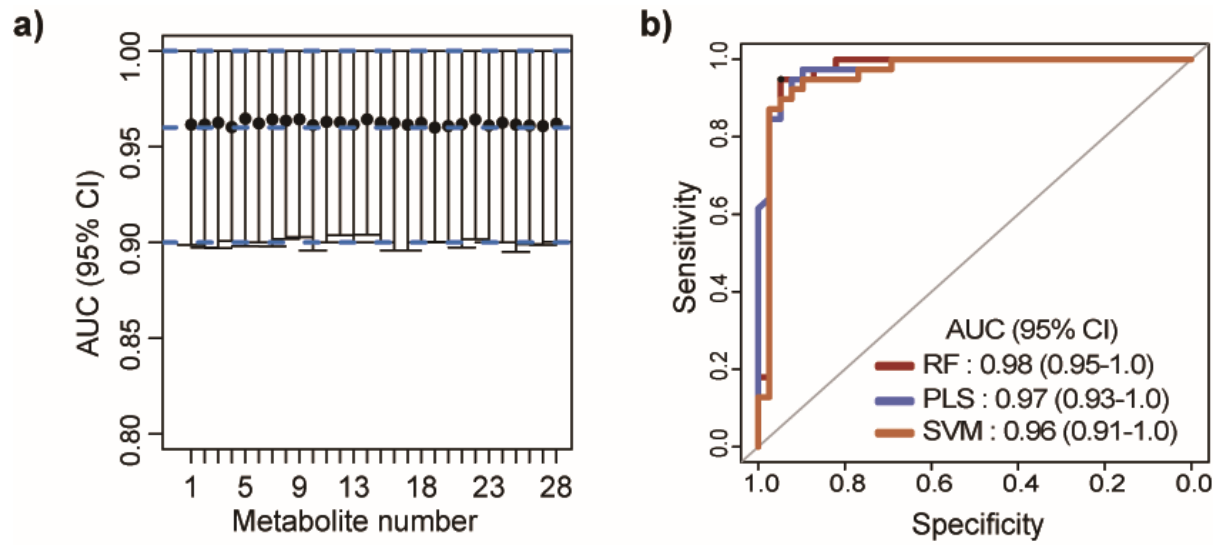 a)
AUC (95% CI)
1.00
0.95
0.90
0.85
0.80
1 5 9 13 18 23 28
Metabolite number
b)
Sensitivity
1.0
0.8
0.6
0.4
0.2
0.0
AUC (95% CI)
RF : 0.98 (0.95-1.0)
PLS : 0.97 (0.93-1.0)
SVM : 0.96 (0.91-1.0)
1.0 0.8 0.6 0.4 0.2 0.0
Specificity